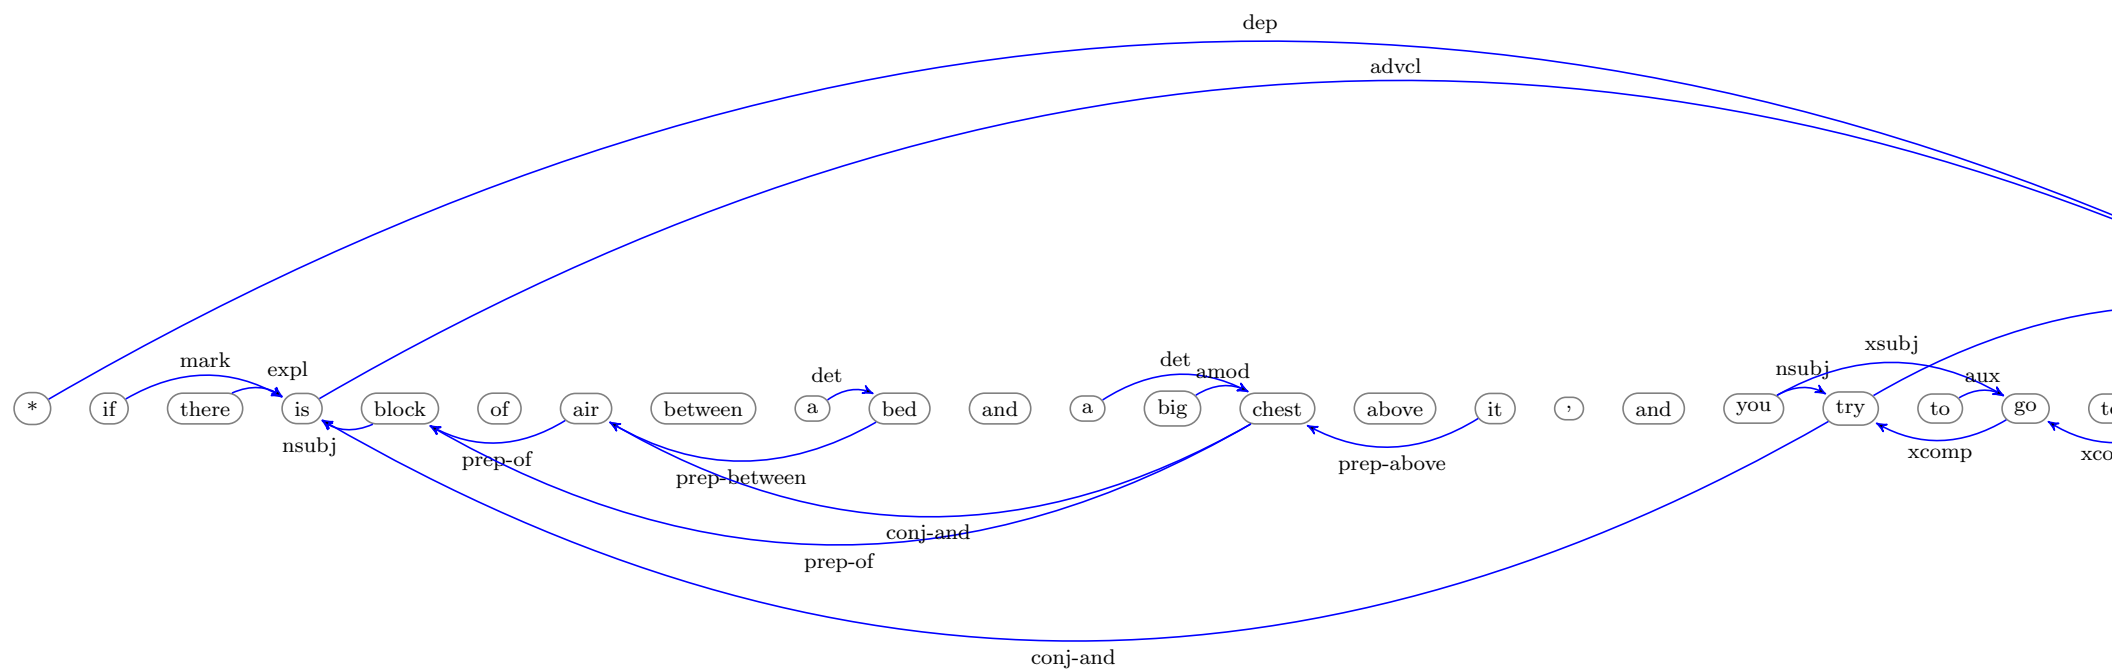 dep
advcl
xsubj
mark
det
expl
nsubj
amod
det
aux
* if there is block of air between a bed and a big chest above it , and you try to go
nsubj
xcomp
prep-of
prep-above
prep-between
conj-and
prep-of
conj-and